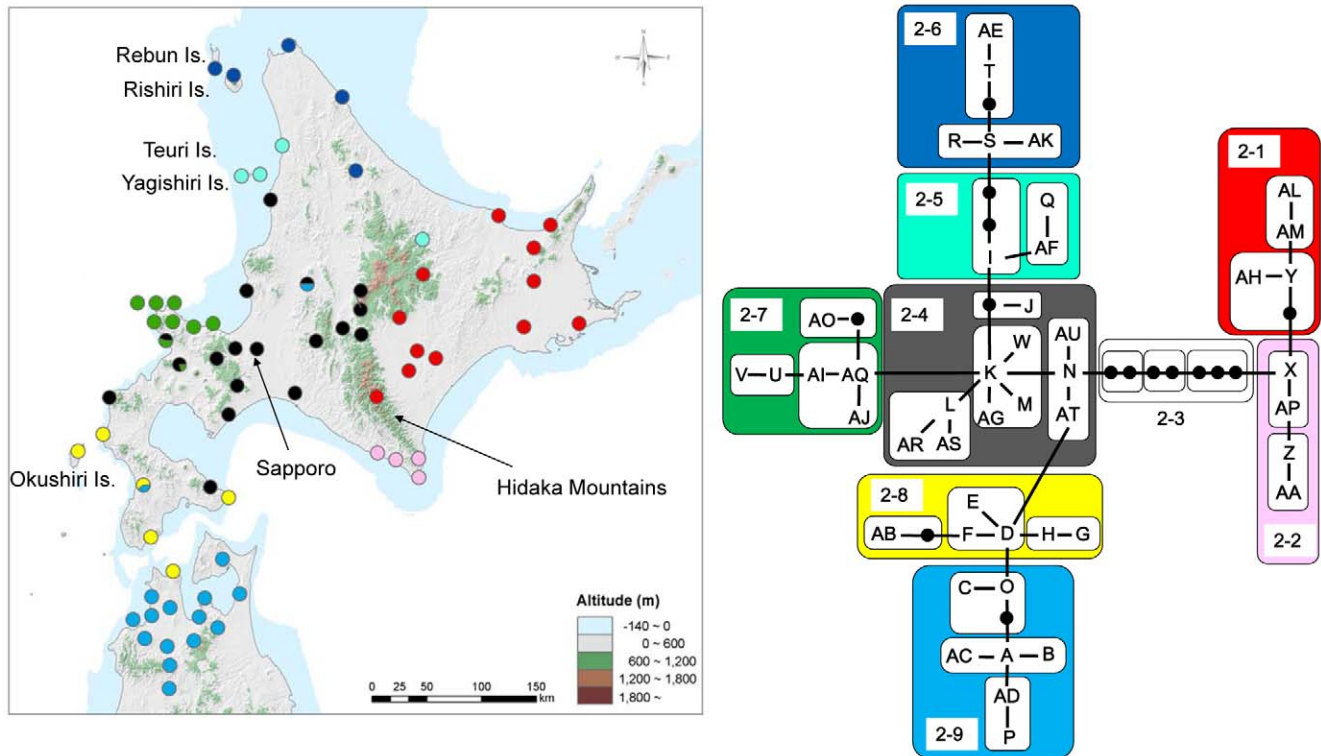 Rebun Is.
Rishiri Is.
Teuri Is.
Yagishiri Is.
Okushiri Is.
Sapporo
Hidaka Mountains
Altitude (m)
-140 ~ 0
0 ~ 600
600 ~ 1,200
1,200 ~ 1,800
1,800 ~
0 25 50 100 150
km
2-6
AE
T
R S AK
2-5
Q
I AF
2-7
AO
V U AI AQ
AJ
2-4
J
W
K
L M
AG
AR AS
AU
N
AT
2-3
2-1
AL
AM
AH Y
X
AP
Z
AA
2-2
2-8
E
AB F D H G
C O
AC A B
AD
P
2-9